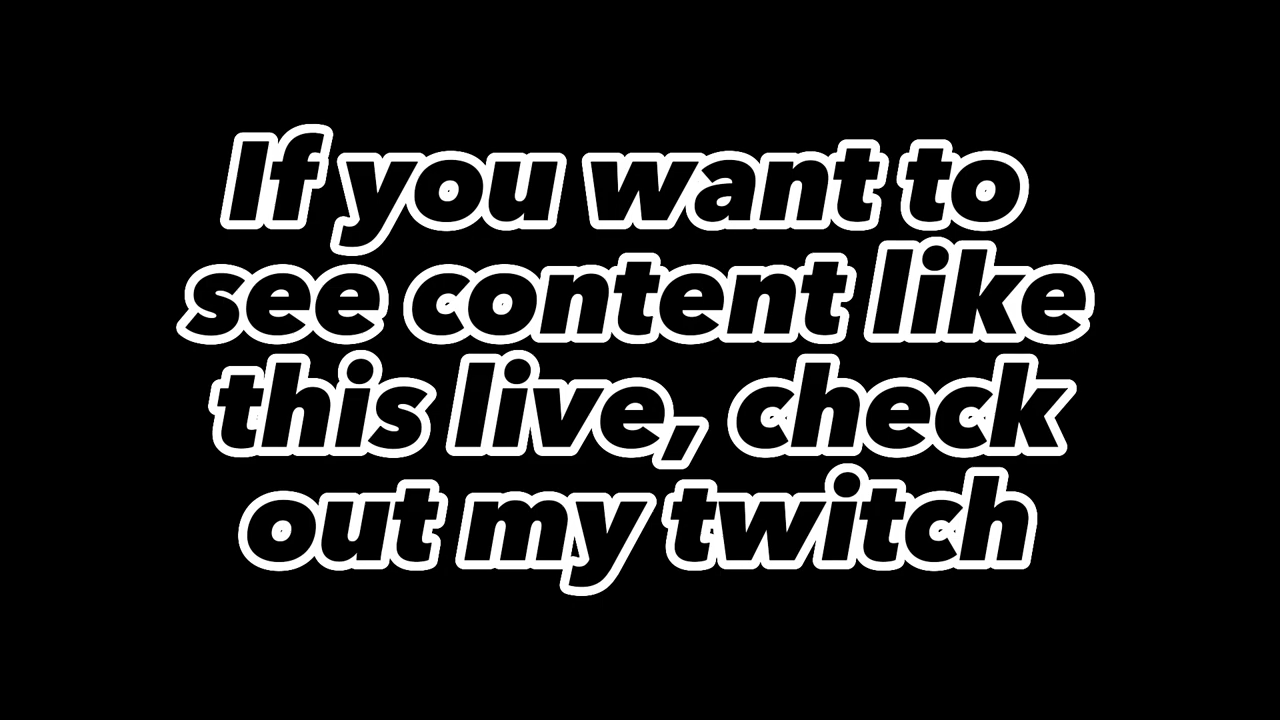 If you want to
see content like
this live, check
out my twitch